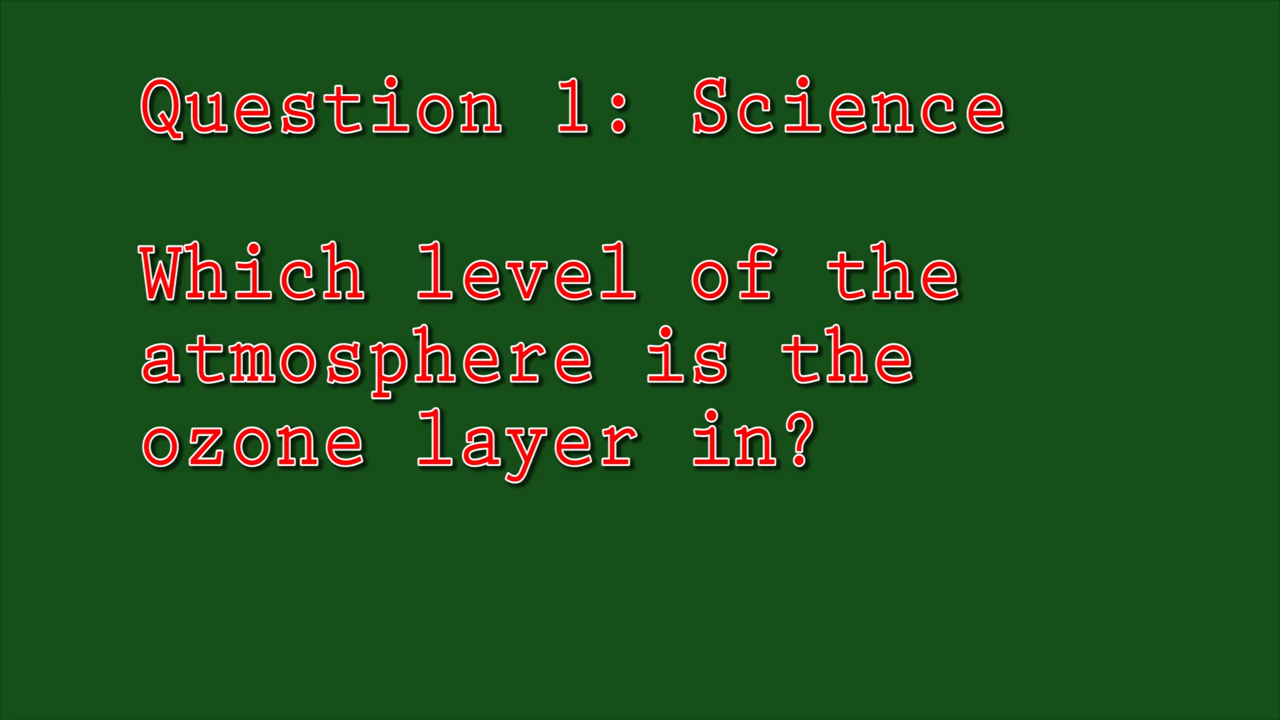 Question 1: Science
Which level of the
atmosphere is the
ozone layer in?